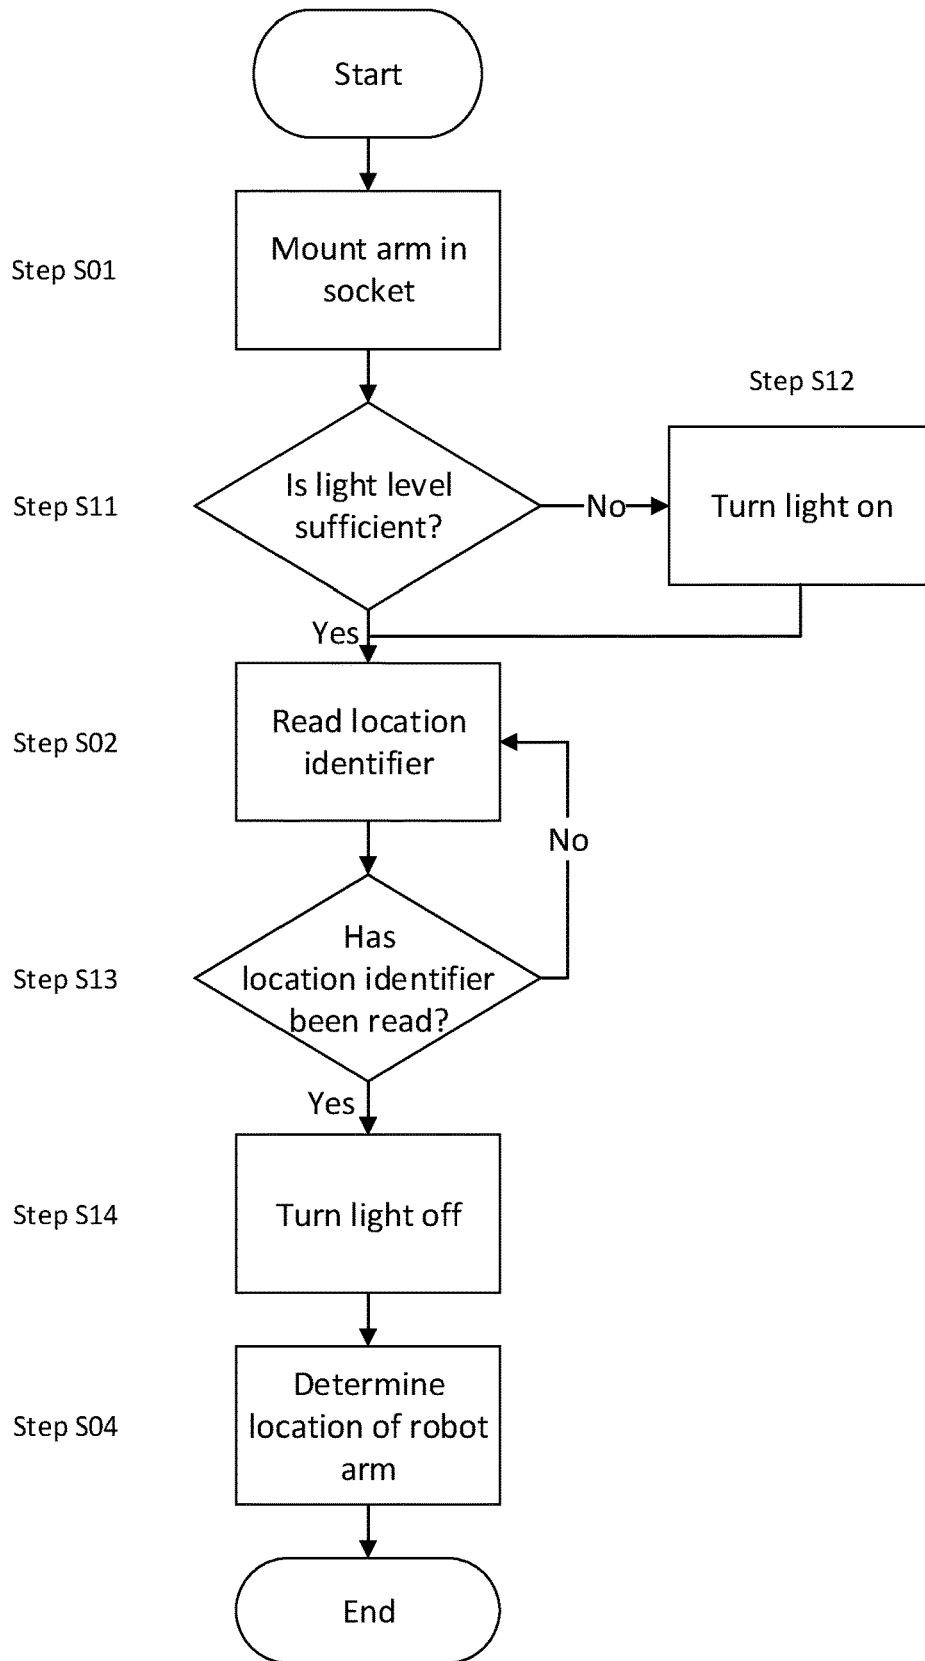 Start
Step S01
Mount arm in
socket
Step S12
Step S11
Is light level
sufficient?
No
Turn light on
Yes
Step S02
Read location
identifier
No
Step S13
Has
location identifier
been read?
Yes
Step S14
Turn light off
Step S04
Determine
location of robot
arm
End